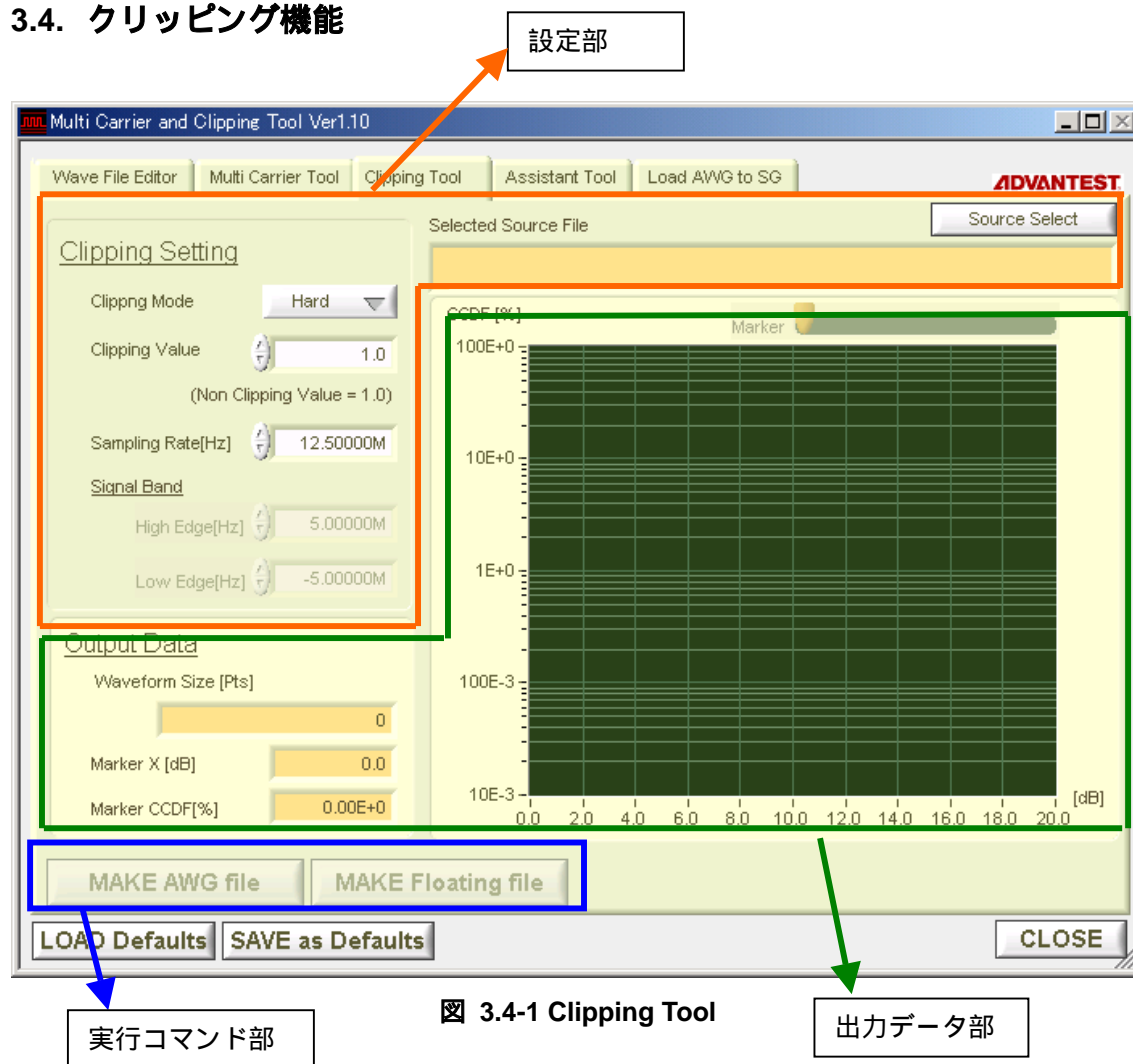 3.4. クリッピング機能
設定部
Multi Carrier and Clipping Tool Ver1.10
Wave File Editor
Multi Carrier Tool
Clipping Tool
Assistant Tool
Load AWG to SG
ADVANTEST.
Selected Source File
Source Select
Clipping Setting
Clippng Mode
Hard
Clipping Value
1.0
(Non Clipping Value = 1.0)
Sampling Rate[Hz]
12.50000M
Signal Band
High Edge[Hz]
5.00000M
Low Edge[Hz]
-5.00000M
CCDF [%]
Marker
100E+0
10E+0
1E+0
100E-3
10E-3
0.0 2.0 4.0 6.0 8.0 10.0 12.0 14.0 16.0 18.0 20.0
[dB]
Output Data
Waveform Size [Pts]
0
Marker X [dB]
0.0
Marker CCDF[%]
0.00E+0
MAKE AWG file
MAKE Floating file
LOAD Defaults
SAVE as Defaults
CLOSE
図 3.4-1 Clipping Tool
実行コマンド部
出力データ部